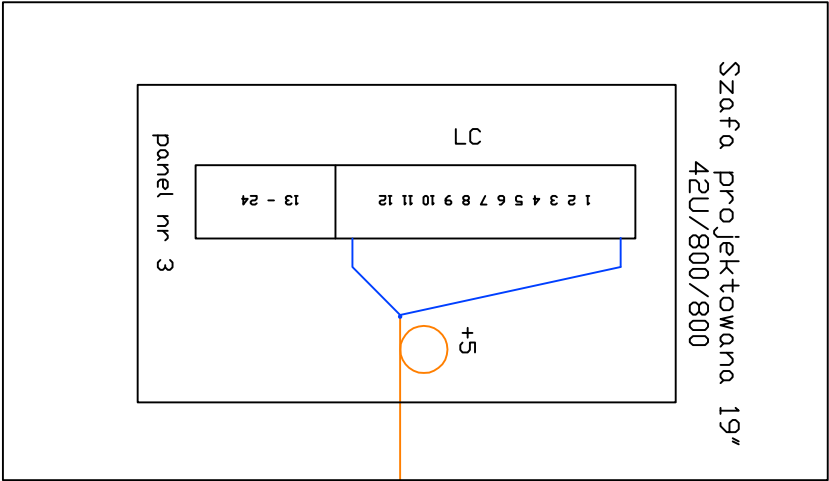 Szafa projektowana 19"
42U/800/800
LC
1 2 3 4 5 6 7 8 9 10 11 12
13 - 24
panel nr 3
+5